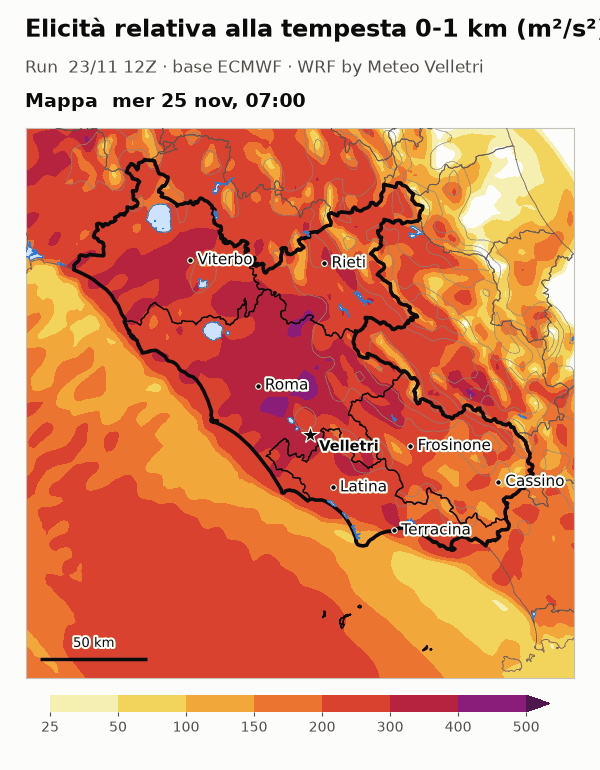 Elicità relativa alla tempesta 0-1 km (m²/s²)
Run 23/11 12Z · base ECMWF · WRF by Meteo Velletri
Mappa mer 25 nov, 07:00
Viterbo
Rieti
Roma
Velletri
Frosinone
Cassino
Latina
Terracina
50 km
25 50 100 150 200 300 400 500